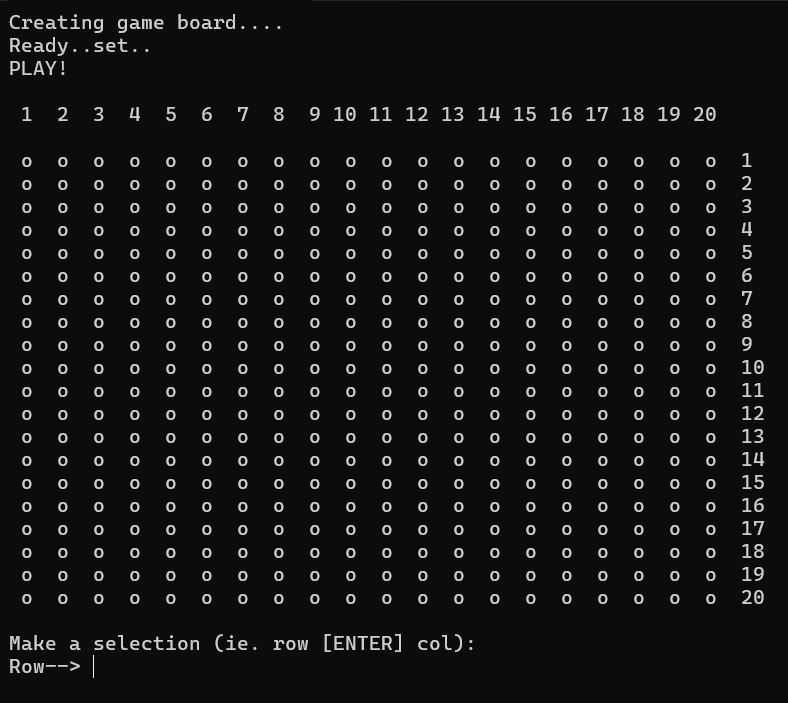 Creating game board....
Ready..set..
PLAY!
1 2 3 4 5 6 7 8 9 10 11 12 13 14 15 16 17 18 19 20
o o o o o o o o o o o o o o o o o o o o 1
o o o o o o o o o o o o o o o o o o o o 2
o o o o o o o o o o o o o o o o o o o o 3
o o o o o o o o o o o o o o o o o o o o 4
o o o o o o o o o o o o o o o o o o o o 5
o o o o o o o o o o o o o o o o o o o o 6
o o o o o o o o o o o o o o o o o o o o 7
o o o o o o o o o o o o o o o o o o o o 8
o o o o o o o o o o o o o o o o o o o o 9
o o o o o o o o o o o o o o o o o o o o 10
o o o o o o o o o o o o o o o o o o o o 11
o o o o o o o o o o o o o o o o o o o o 12
o o o o o o o o o o o o o o o o o o o o 13
o o o o o o o o o o o o o o o o o o o o 14
o o o o o o o o o o o o o o o o o o o o 15
o o o o o o o o o o o o o o o o o o o o 16
o o o o o o o o o o o o o o o o o o o o 17
o o o o o o o o o o o o o o o o o o o o 18
o o o o o o o o o o o o o o o o o o o o 19
o o o o o o o o o o o o o o o o o o o o 20
Make a selection (ie. row [ENTER] col):
Row-->